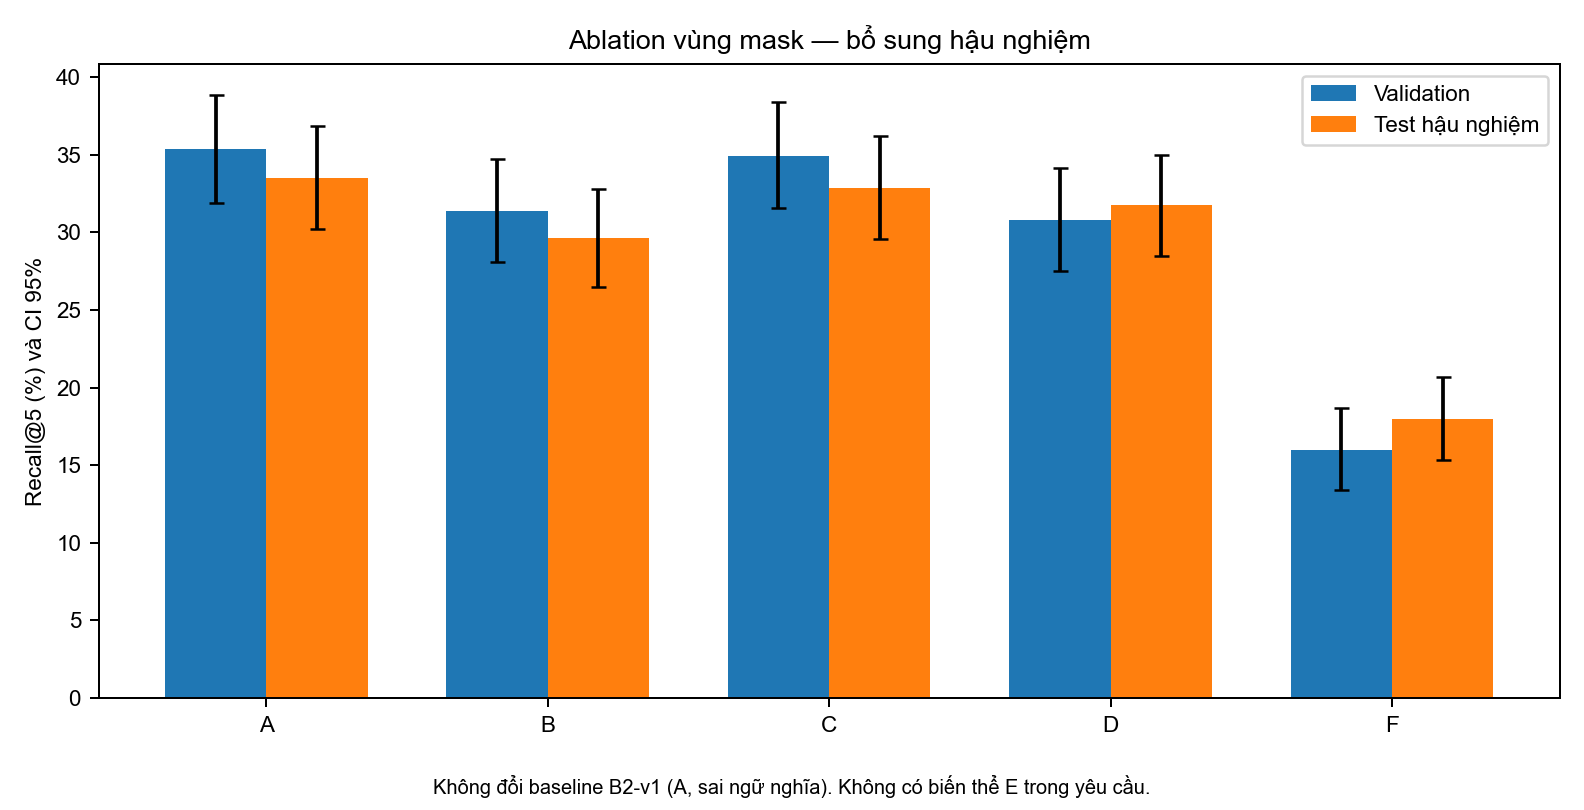 Ablation vùng mask — bổ sung hậu nghiệm
Validation
Test hậu nghiệm
Recall@5 (%) và CI 95%
40
35
30
25
20
15
10
5
0
A
B
C
D
F
Không đổi baseline B2-v1 (A, sai ngữ nghĩa). Không có biến thể E trong yêu cầu.